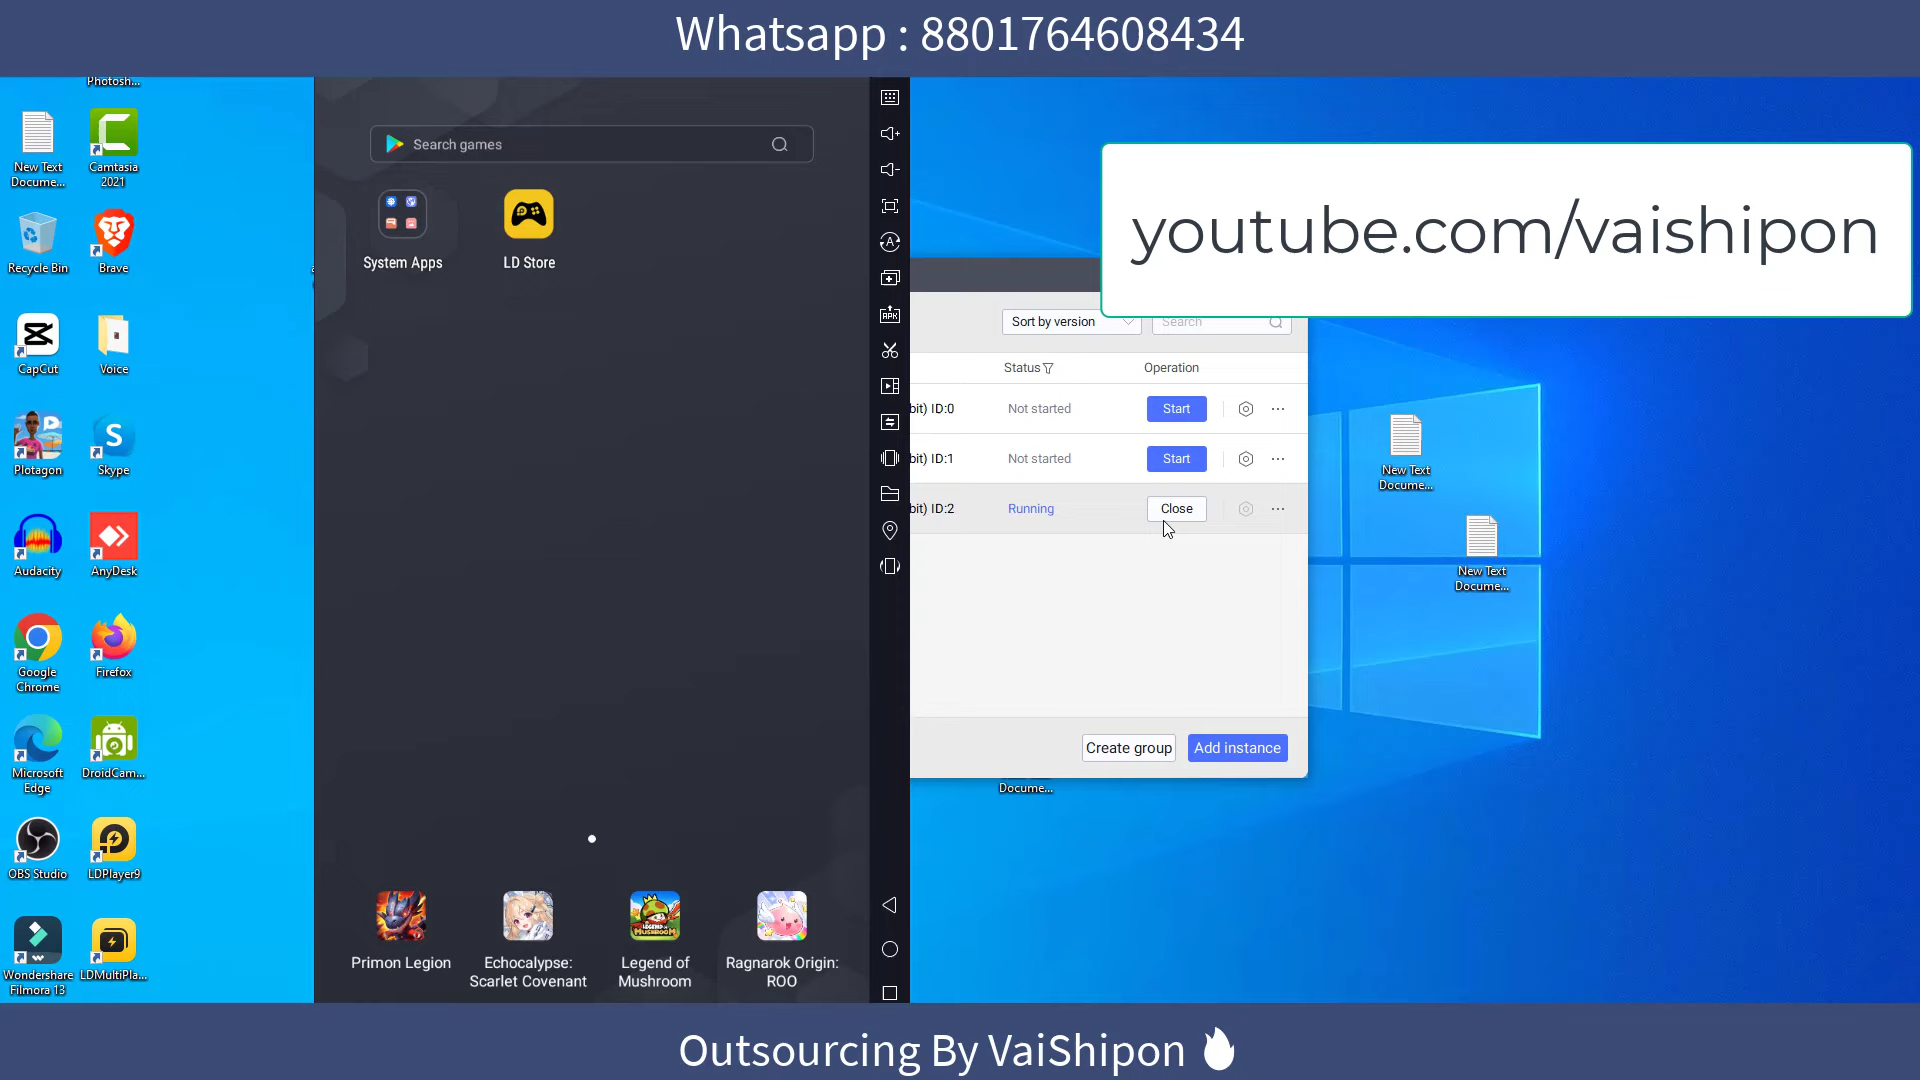 Whatsapp : 8801764608434
Photosh...
New Text
Docume...
Camtasia
2021
Recycle Bin
Brave
CapCut
Voice
Plotagon
Skype
Audacity
AnyDesk
Google
Chrome
Firefox
Microsoft
Edge
DroidCam...
OBS Studio
LDPlayer9
Wondershare
Filmora 13
LDMultiPla...
Search games
System Apps
LD Store
Primon Legion
Echocalypse:
Scarlet Covenant
Legend of
Mushroom
Ragnarok Origin:
ROO
APK
youtube.com/vaishipon
Sort by version
Search
Status
Operation
bit) ID:0
Not started
Start
bit) ID:1
Not started
Start
bit) ID:2
Running
Close
Create group
Add instance
Docume...
New Text
Docume...
New Text
Docume...
Outsourcing By VaiShipon